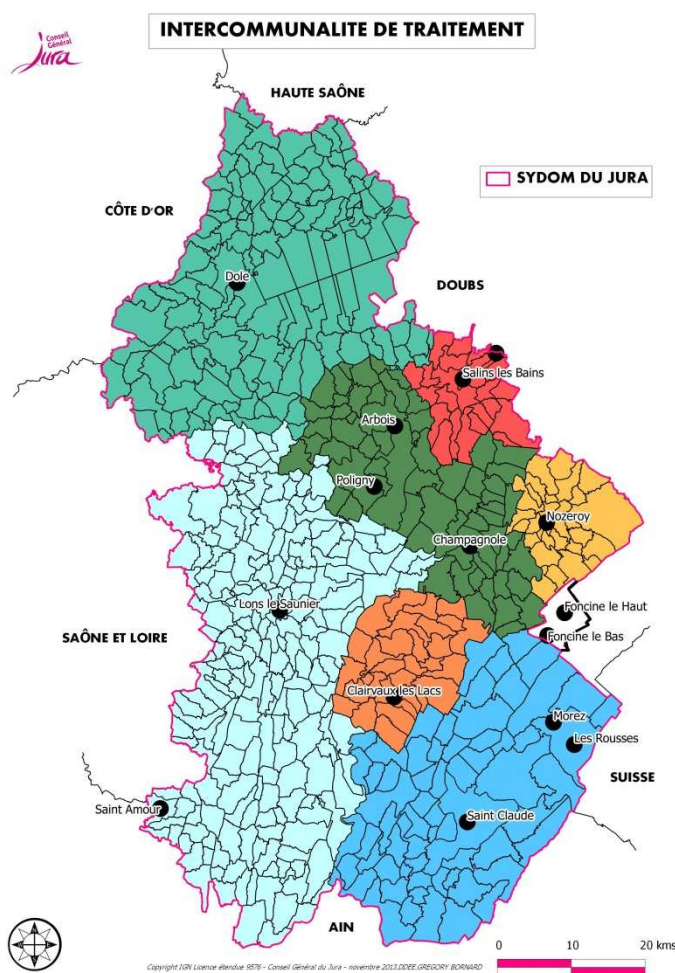 INTERCOMMUNALITE DE TRAITEMENT
Conseil
Général
Jura
HAUTE SAÔNE
SYDOM DU JURA
CÔTE D'OR
Dole
DOUBS
Salins les Bains
Arbois
Poligny
Nozeroy
Champagnole
Foncine le Haut
Lons le Saunier
Foncine le Bas
SAÔNE ET LOIRE
Clairvaux les Lacs
Morez
Les Rousses
SUISSE
Saint Amour
Saint Claude
AIN
0 10 20 kms
Copyright IGN Licence étendue 9576 - Conseil Général du Jura - novembre 2013.DDEE.GREGORY BORNARD